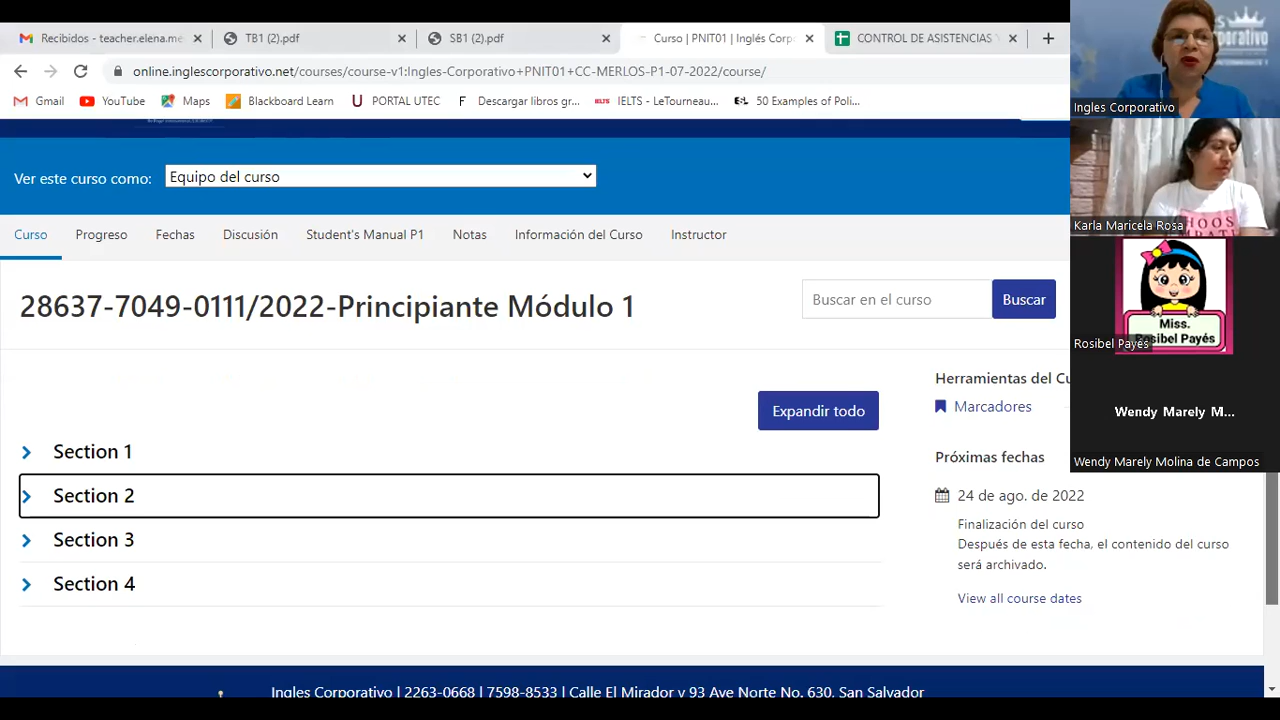 Recibidos - teacher.elena.me
TB1 (2).pdf
SB1 (2).pdf
Curso | PNIT01 | Inglés Corpo
CONTROL DE ASISTENCIAS Y
online.inglescorporativo.net/courses/course-v1:Ingles-Corporativo+PNIT01+CC-MERLOS-P1-07-2022/course/
Gmail
YouTube
Maps
Blackboard Learn
PORTAL UTEC
Descargar libros gr...
IELTS - LeTourneau...
50 Examples of Poli...
Ver este curso como:
Equipo del curso
Curso
Progreso
Fechas
Discusión
Student's Manual P1
Notas
Información del Curso
Instructor
28637-7049-0111/2022-Principiante Módulo 1
Buscar en el curso
Buscar
Expandir todo
Section 1
Section 2
Section 3
Section 4
Herramientas del Cu
Marcadores
Próximas fechas
24 de ago. de 2022
Finalización del curso
Después de esta fecha, el contenido del curso
será archivado.
View all course dates
Ingles Corporativo | 2263-0668 | 7598-8533 | Calle El Mirador y 93 Ave Norte No. 630, San Salvador
Ingles Corporativo
Karla Maricela Rosa
Miss.
Rosibel Payés
Rosibel Payés
Wendy Marely M...
Wendy Marely Molina de Campos